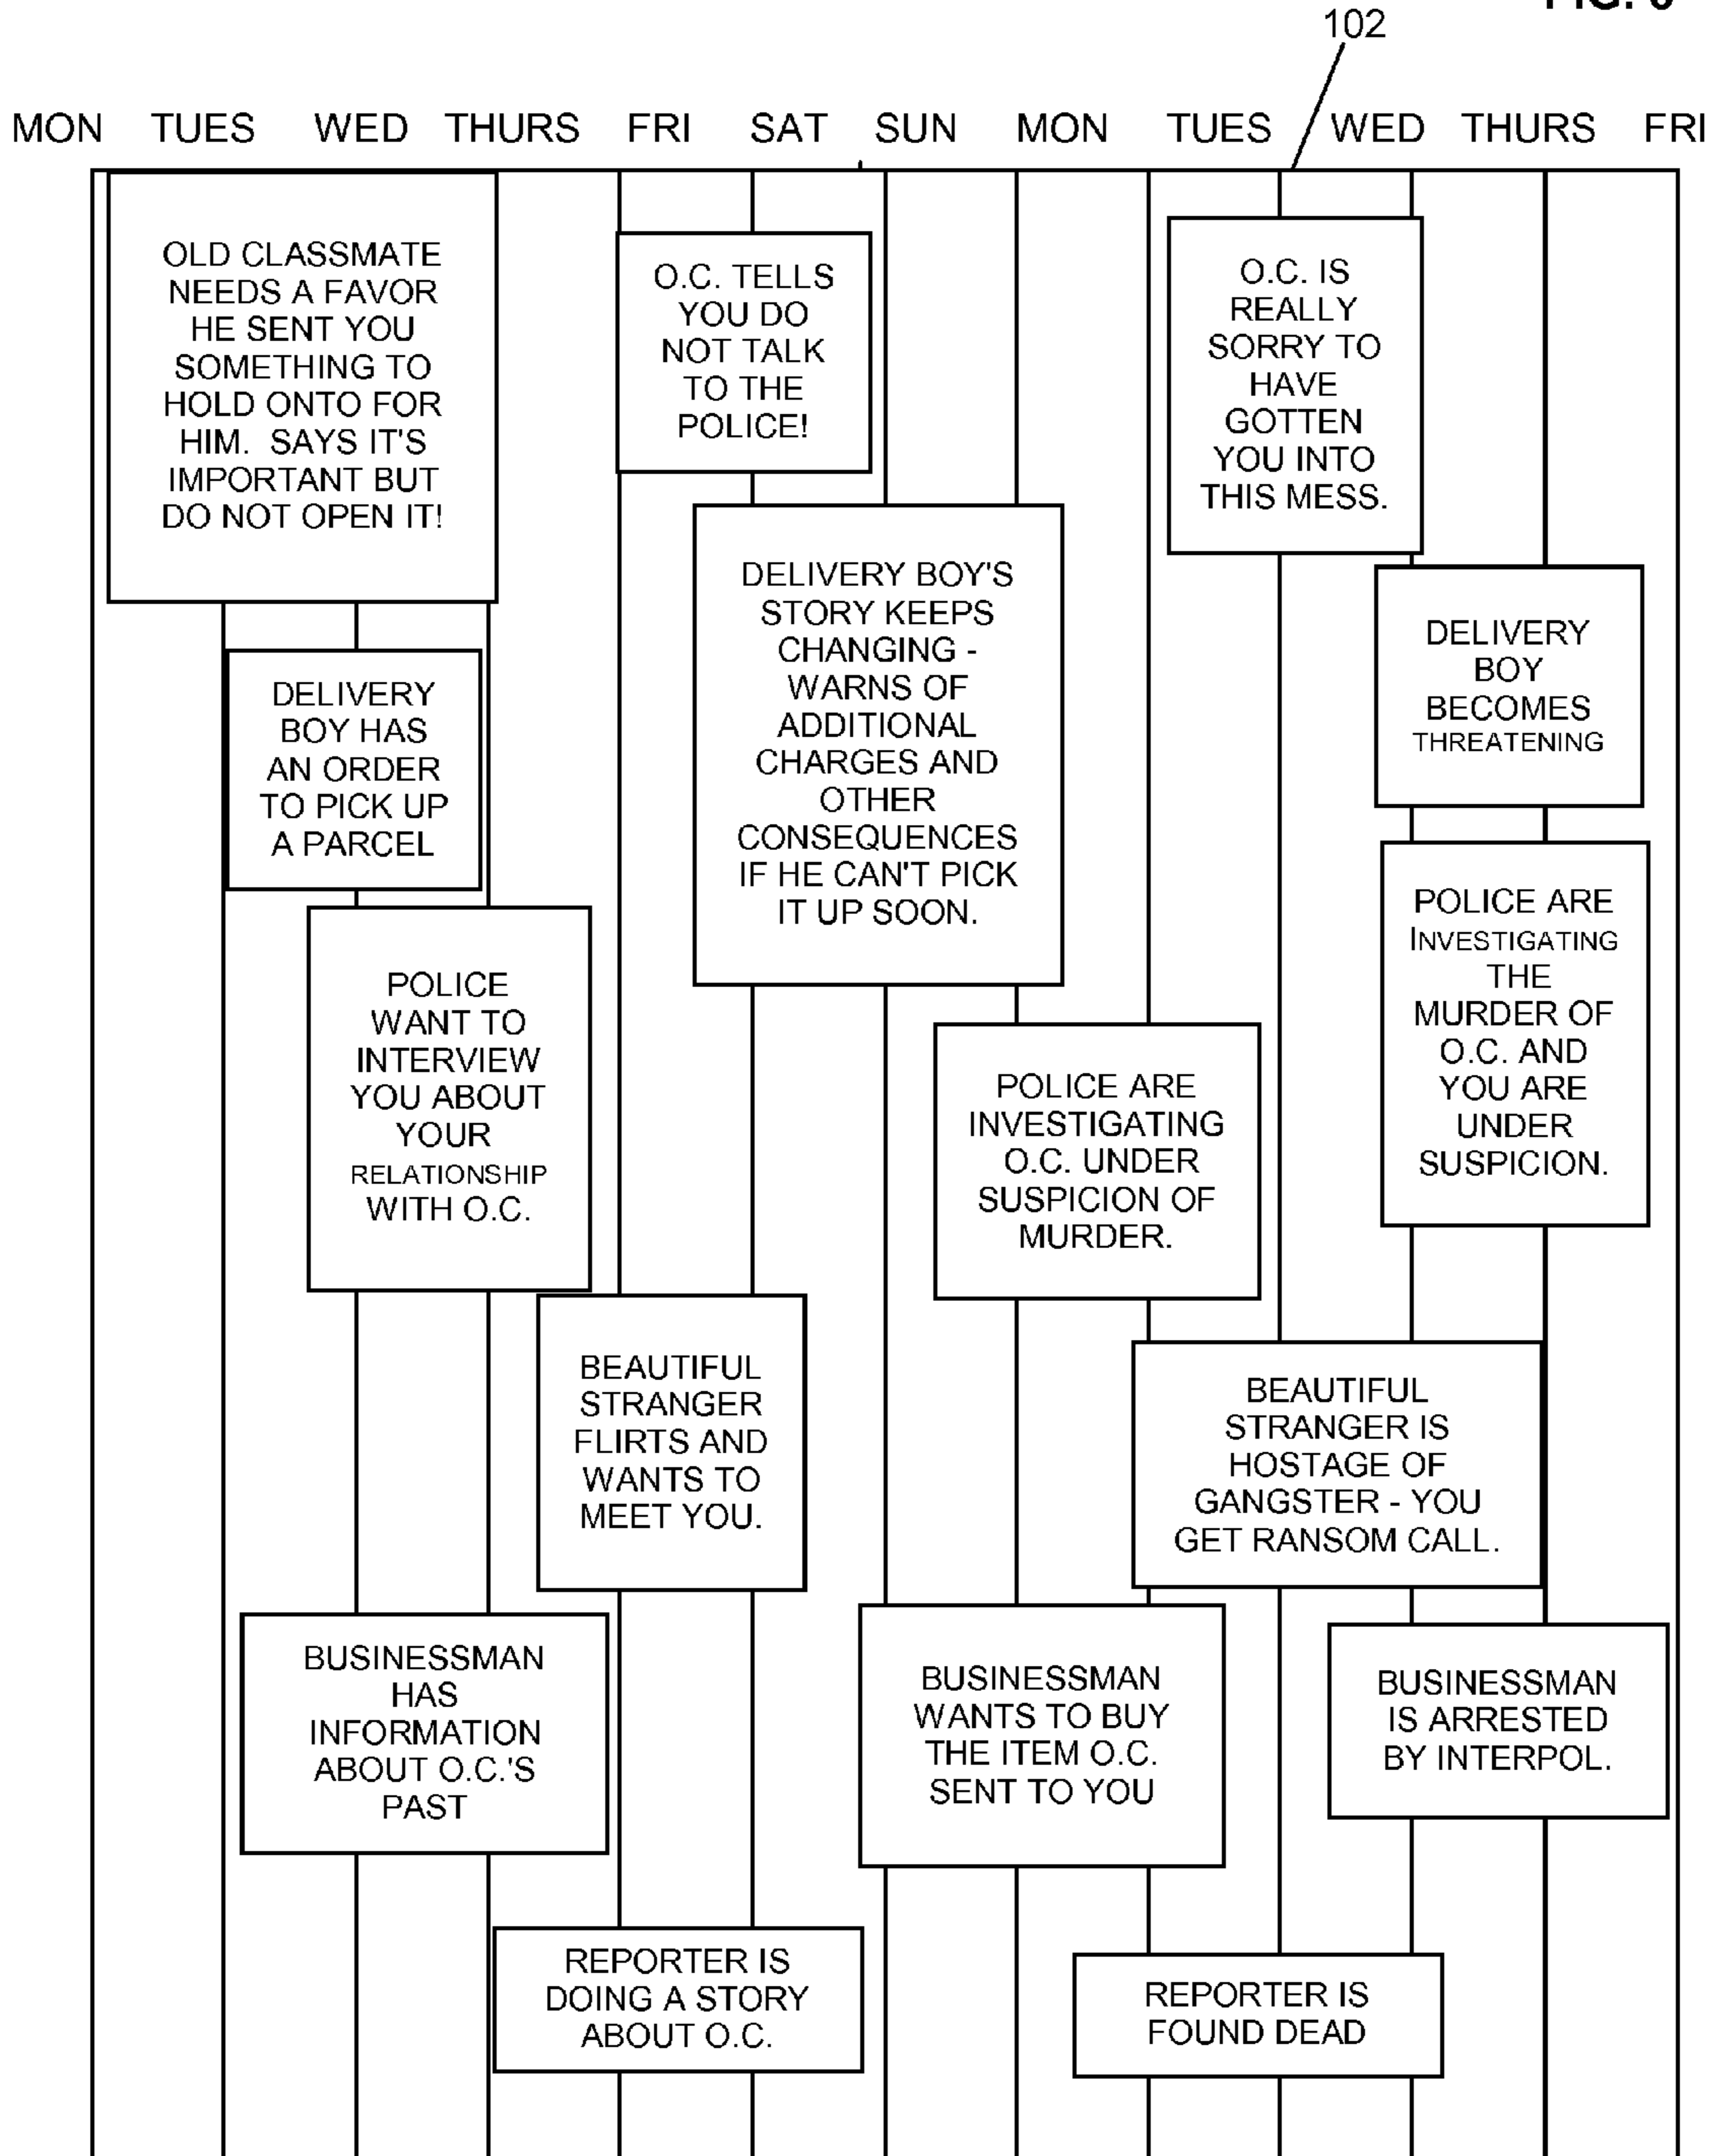 FIG.
102
MON TUES WED THURS FRI SAT SUN MON TUES WED THURS FRI
OLD CLASSMATE
NEEDS A FAVOR
HE SENT YOU
SOMETHING TO
HOLD ONTO FOR
HIM. SAYS IT'S
IMPORTANT BUT
DO NOT OPEN IT!
O.C. TELLS
YOU DO
NOT TALK
TO THE
POLICE!
O.C. IS
REALLY
SORRY TO
HAVE
GOTTEN
YOU INTO
THIS MESS.
DELIVERY
BOY HAS
AN ORDER
TO PICK UP
A PARCEL
DELIVERY BOY'S
STORY KEEPS
CHANGING -
WARNS OF
ADDITIONAL
CHARGES AND
OTHER
CONSEQUENCES
IF HE CAN'T PICK
IT UP SOON.
DELIVERY
BOY
BECOMES
THREATENING
POLICE
WANT TO
INTERVIEW
YOU ABOUT
YOUR
RELATIONSHIP
WITH O.C.
POLICE ARE
INVESTIGATING
O.C. UNDER
SUSPICION OF
MURDER.
POLICE ARE
INVESTIGATING
THE
MURDER OF
O.C. AND
YOU ARE
UNDER
SUSPICION.
BEAUTIFUL
STRANGER
FLIRTS AND
WANTS TO
MEET YOU.
BEAUTIFUL
STRANGER IS
HOSTAGE OF
GANGSTER - YOU
GET RANSOM CALL.
BUSINESSMAN
HAS
INFORMATION
ABOUT O.C.'S
PAST
BUSINESSMAN
WANTS TO BUY
THE ITEM O.C.
SENT TO YOU
BUSINESSMAN
IS ARRESTED
BY INTERPOL.
REPORTER IS
DOING A STORY
ABOUT O.C.
REPORTER IS
FOUND DEAD